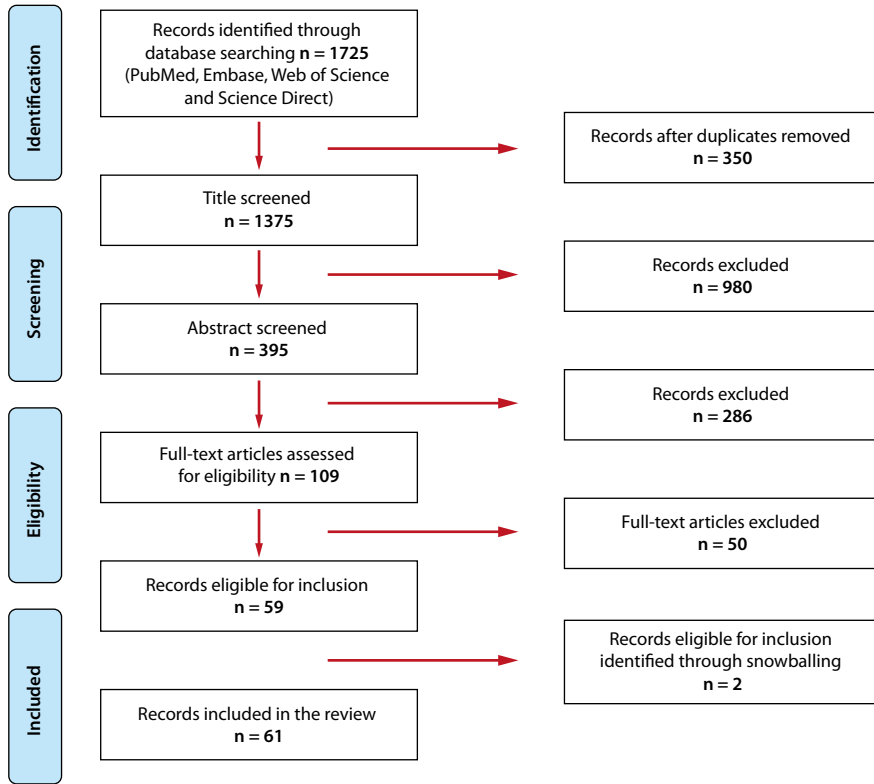 Identification
Records identified through
database searching n = 1725
(PubMed, Embase, Web of Science
and Science Direct)
Records after duplicates removed
n = 350
Title screened
n = 1375
Screening
Records excluded
n = 980
Abstract screened
n = 395
Records excluded
n = 286
Eligibility
Full-text articles assessed
for eligibility n = 109
Full-text articles excluded
n = 50
Records eligible for inclusion
n = 59
Included
Records eligible for inclusion
identified through snowballing
n = 2
Records included in the review
n = 61